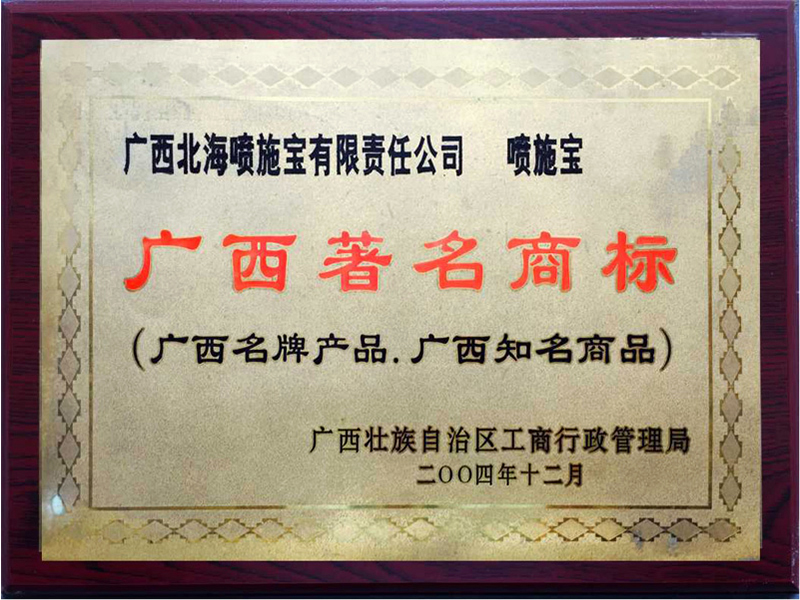 广西北海喷施宝有限责任公司 喷施宝
广西著名商标
(广西名牌产品.广西知名商品)
广西壮族自治区工商行政管理局
二〇〇四年十二月